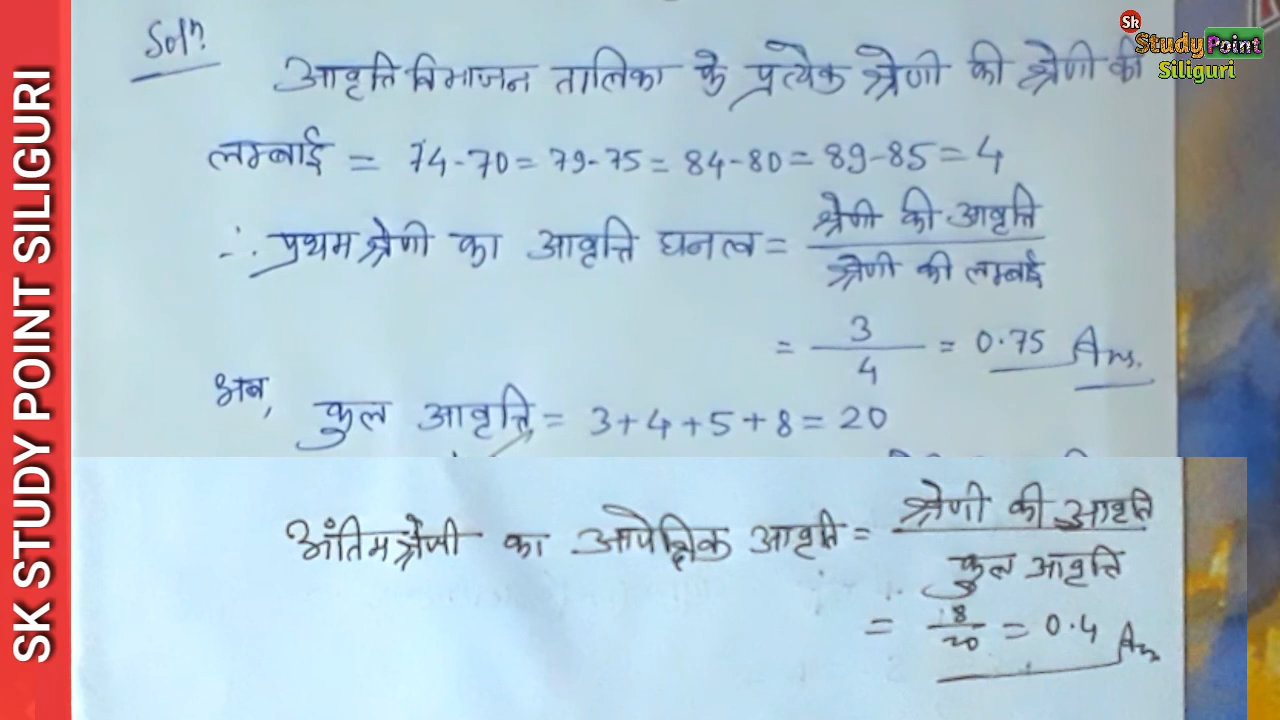 SK STUDY POINT SILIGURI
Sk
Study Point
Siliguri
Solⁿ.
आवृत्ति विभाजन तालिका के प्रत्येक श्रेणी की श्रेणी की
लम्बाई = 74-70 = 79-75 = 84-80 = 89-85 = 4
∴ प्रथम श्रेणी का आवृत्ति घनत्व = श्रेणी की आवृत्ति
श्रेणी की लम्बाई
= 3/4 = 0.75 Ans.
अब,
कुल आवृत्ति = 3+4+5+8 = 20
अंतिम श्रेणी का आपेक्षिक आवृत्ति = श्रेणी की आवृत्ति
कुल आवृत्ति
= 8/20 = 0.4 Ans